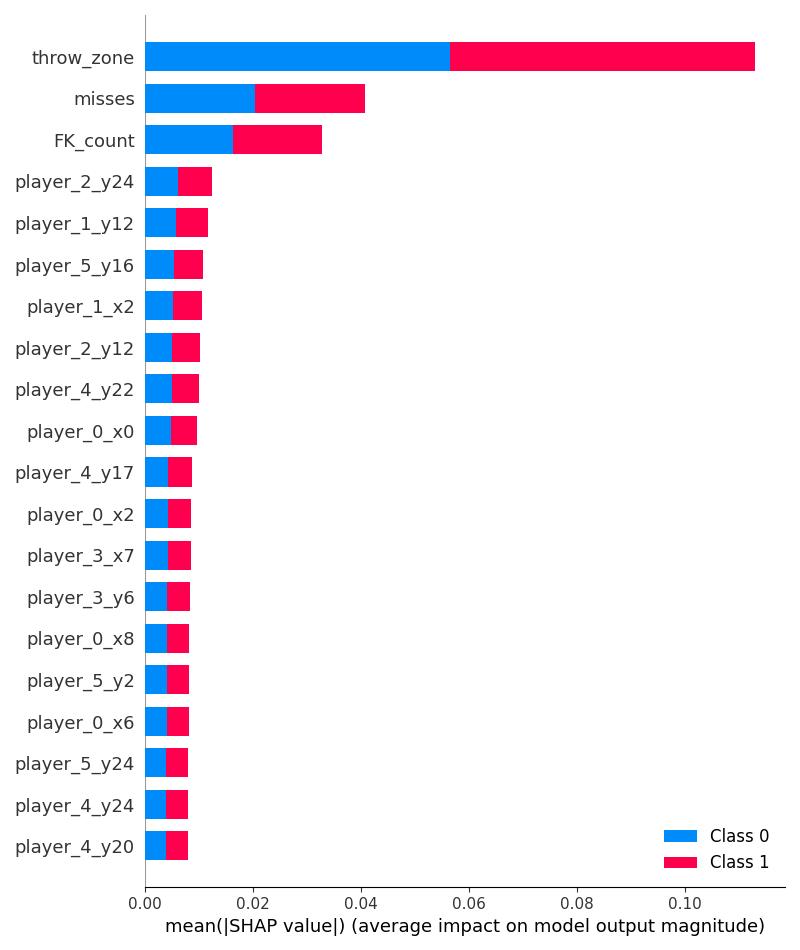 throw_zone
misses
FK_count
player_2_y24
player_1_y12
player_5_y16
player_1_x2
player_2_y12
player_4_y22
player_0_x0
player_4_y17
player_0_x2
player_3_x7
player_3_y6
player_0_x8
player_5_y2
player_0_x6
player_5_y24
player_4_y24
player_4_y20
Class 0
Class 1
0.00 0.02 0.04 0.06 0.08 0.10
mean(|SHAP value|) (average impact on model output magnitude)